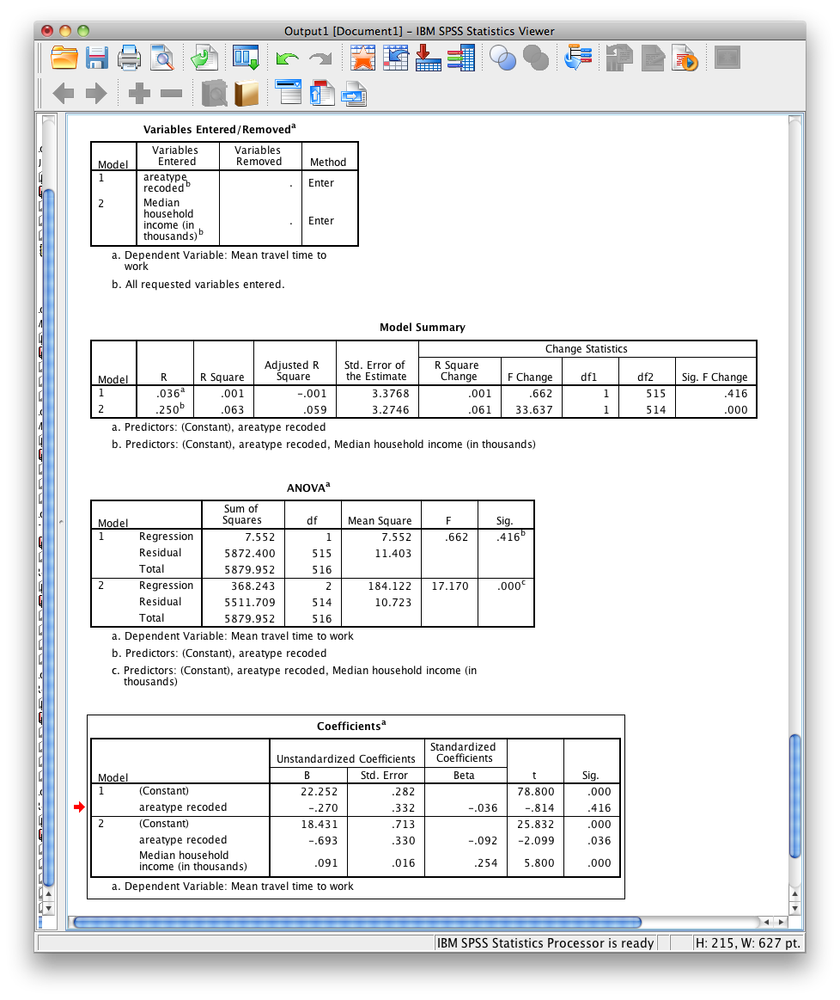 Output1 [Document1] – IBM SPSS Statistics Viewer
Variables Entered/Removedª
Model Variables Entered Variables Removed Method
1 areatype recodedᵇ . Enter
2 Median household income (in thousands)ᵇ . Enter
a. Dependent Variable: Mean travel time to
work
b. All requested variables entered.
Model Summary
Change Statistics
Model R R Square Adjusted R Square Std. Error of the Estimate R Square Change F Change df1 df2 Sig. F Change
1 .036ª .001 -.001 3.3768 .001 .662 1 515 .416
2 .250ᵇ .063 .059 3.2746 .061 33.637 1 514 .000
a. Predictors: (Constant), areatype recoded
b. Predictors: (Constant), areatype recoded, Median household income (in thousands)
ANOVAª
Model Sum of Squares df Mean Square F Sig.
1 Regression 7.552 1 7.552 .662 .416ᵇ
Residual 5872.400 515 11.403
Total 5879.952 516
2 Regression 368.243 2 184.122 17.170 .000ᶜ
Residual 5511.709 514 10.723
Total 5879.952 516
a. Dependent Variable: Mean travel time to work
b. Predictors: (Constant), areatype recoded
c. Predictors: (Constant), areatype recoded, Median household income (in
thousands)
Coefficientsª
Unstandardized Coefficients Standardized Coefficients
Model B Std. Error Beta t Sig.
1 (Constant) 22.252 .282 78.800 .000
areatype recoded -.270 .332 -.036 -.814 .416
2 (Constant) 18.431 .713 25.832 .000
areatype recoded -.693 .330 -.092 -2.099 .036
Median household income (in thousands) .091 .016 .254 5.800 .000
a. Dependent Variable: Mean travel time to work
IBM SPSS Statistics Processor is ready H: 215, W: 627 pt.